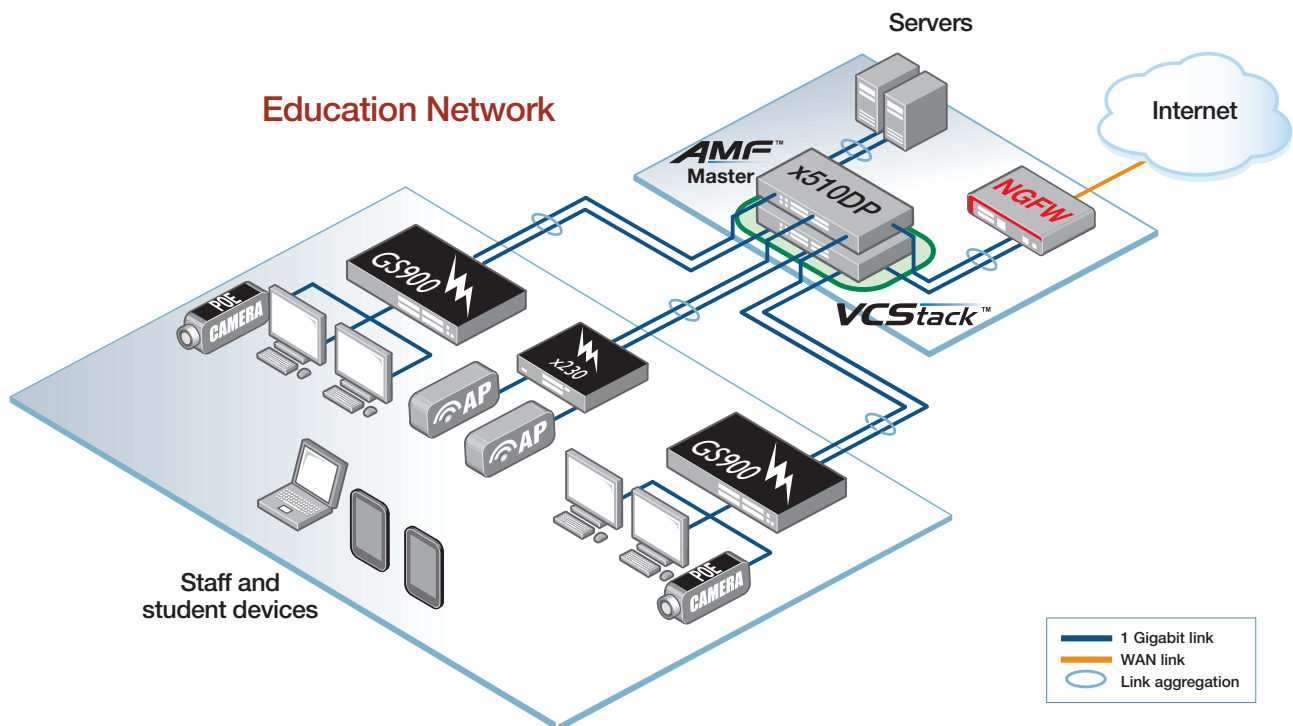 Servers
Education Network
Internet
AMF™
Master
x510DP
NGFW
VCStack™
GS900
POE
CAMERA
x230
AP
AP
GS900
POE
CAMERA
Staff and
student devices
1 Gigabit link
WAN link
Link aggregation